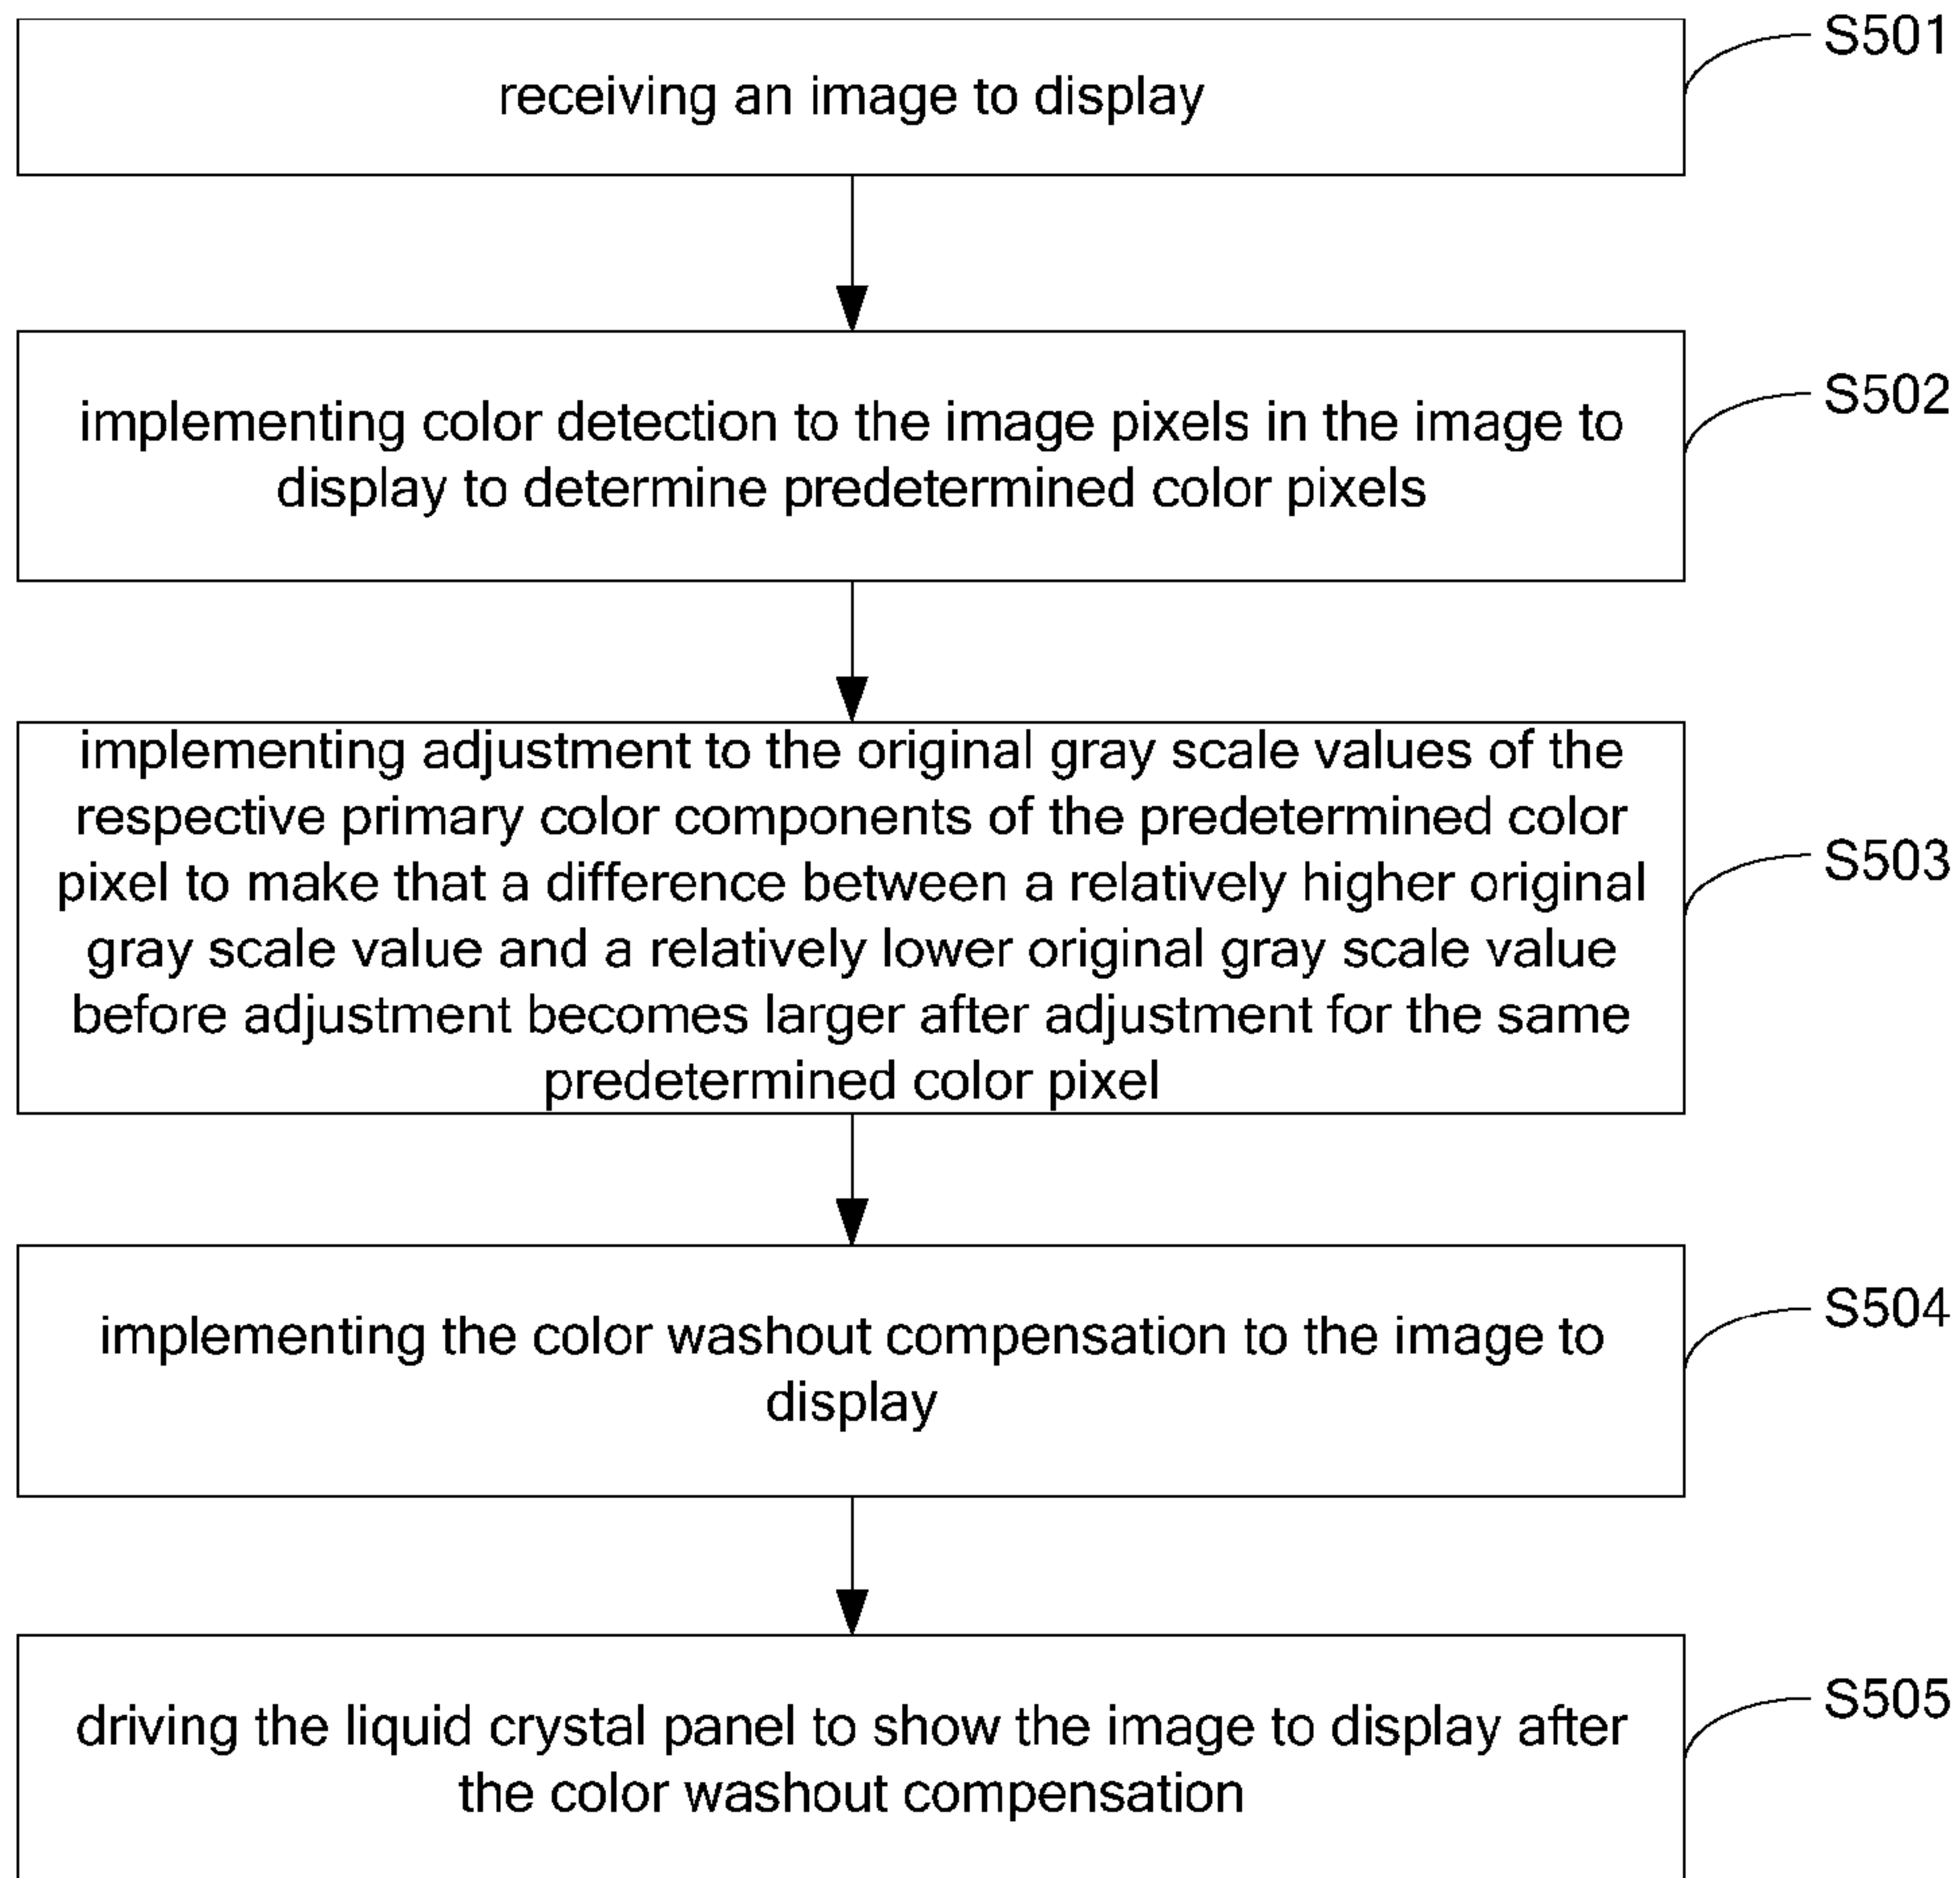 S501
receiving an image to display
S502
implementing color detection to the image pixels in the image to
display to determine predetermined color pixels
implementing adjustment to the original gray scale values of the
respective primary color components of the predetermined color
pixel to make that a difference between a relatively higher original
gray scale value and a relatively lower original gray scale value
before adjustment becomes larger after adjustment for the same
predetermined color pixel
S503
S504
implementing the color washout compensation to the image to
display
S505
driving the liquid crystal panel to show the image to display after
the color washout compensation